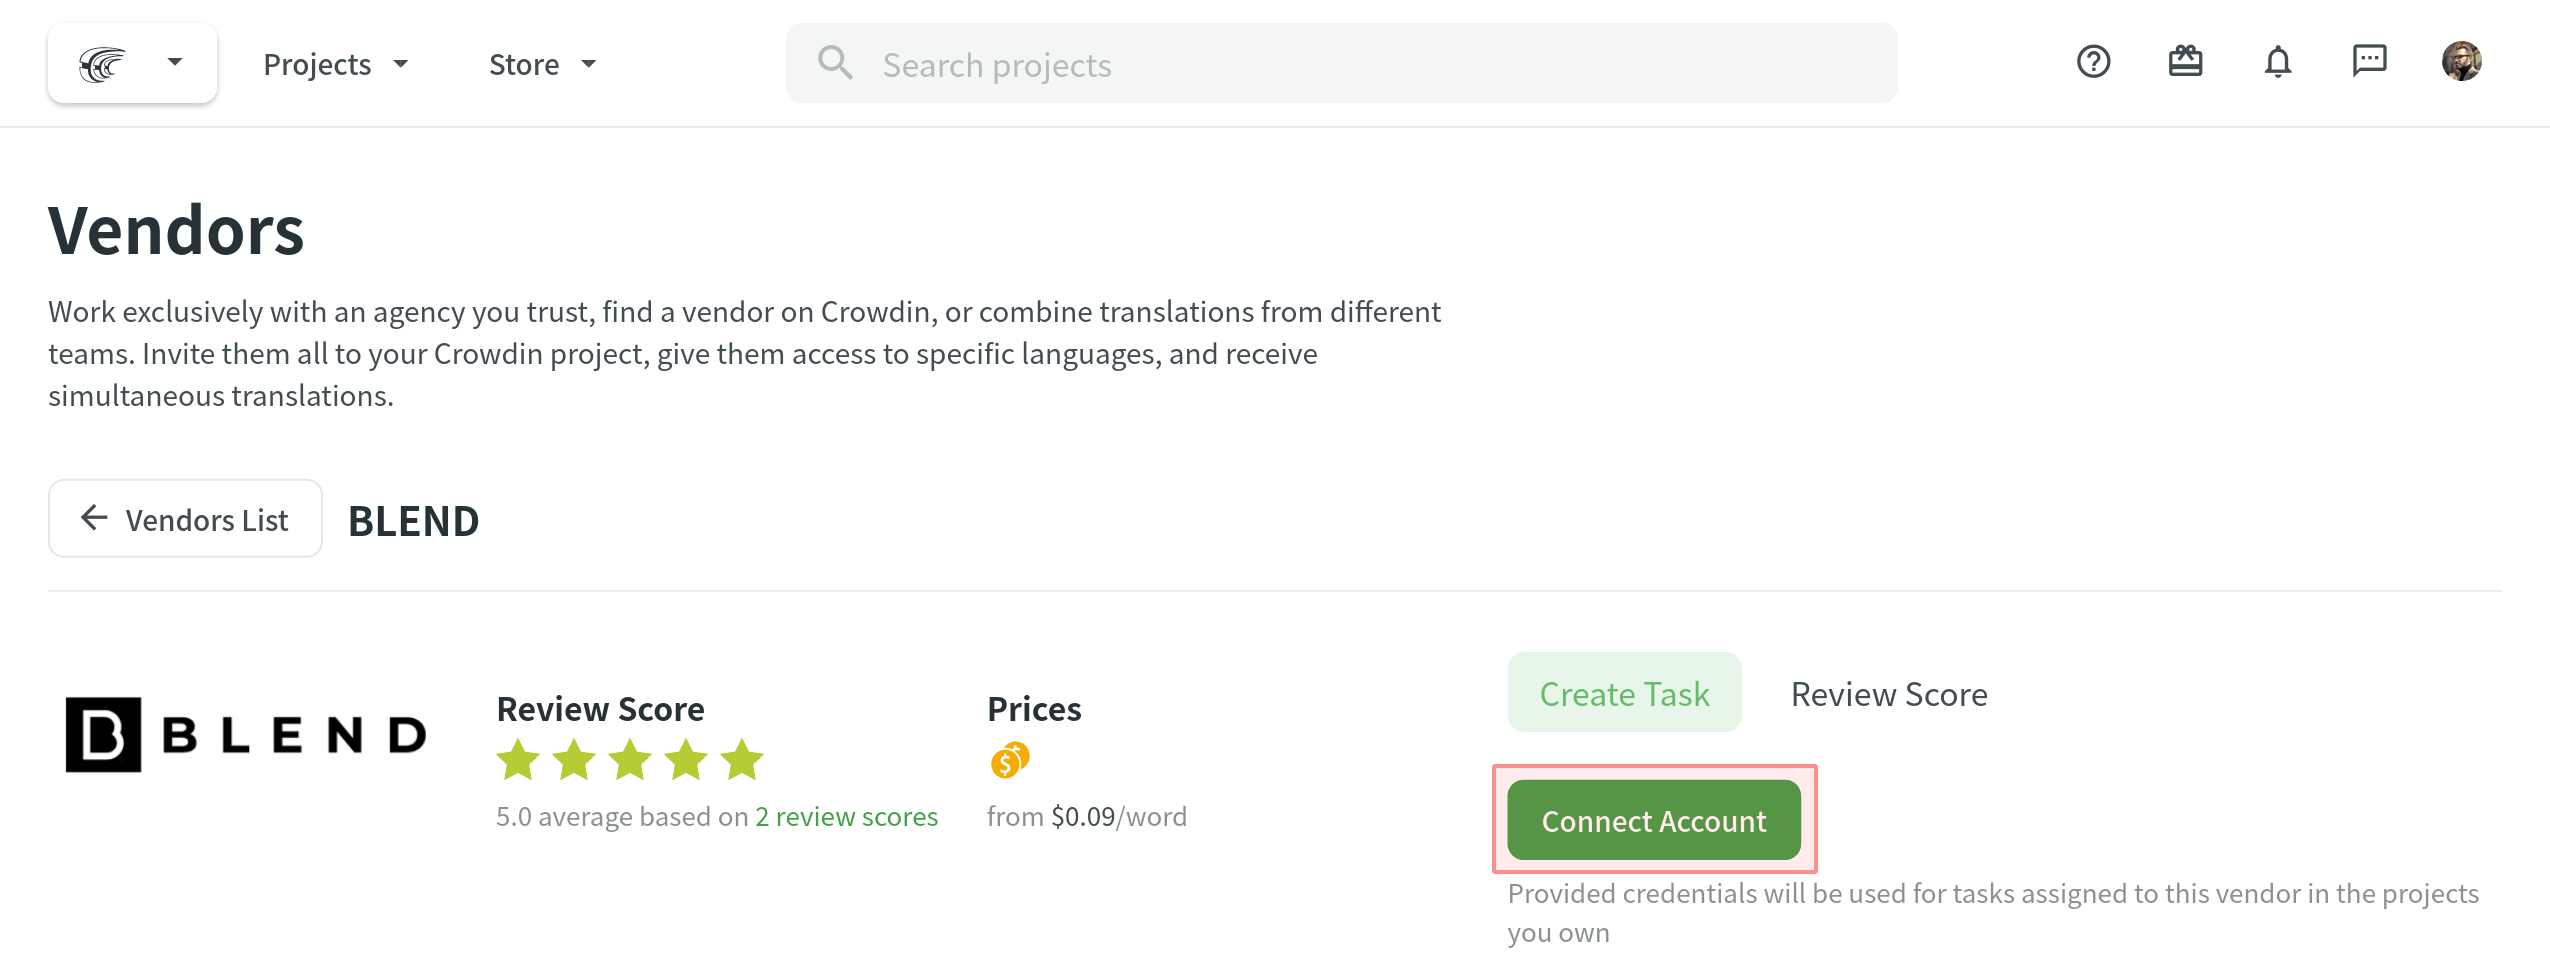 Projects
Store
Search projects
Vendors
Work exclusively with an agency you trust, find a vendor on Crowdin, or combine translations from different
teams. Invite them all to your Crowdin project, give them access to specific languages, and receive
simultaneous translations.
Vendors List
BLEND
BLEND
Review Score
5.0 average based on 2 review scores
Prices
from $0.09/word
Create Task
Review Score
Connect Account
Provided credentials will be used for tasks assigned to this vendor in the projects
you own